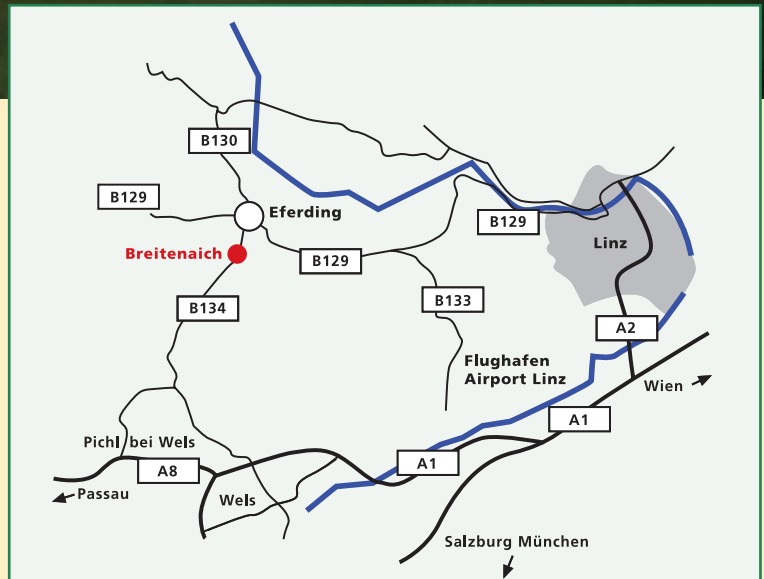 B130
B129
Eferding
B129
Linz
Breitenaich
B129
B133
B134
A2
Flughafen
Airport Linz
Wien
A1
Pichl bei Wels
A1
A8
Passau
Wels
Salzburg München